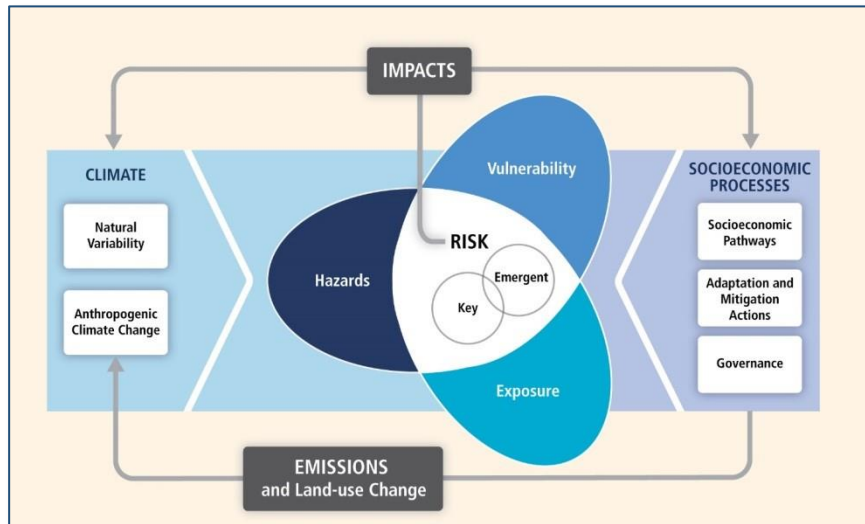 IMPACTS
CLIMATE
Natural
Variability
Anthropogenic
Climate Change
Vulnerability
Hazards
RISK
Emergent
Key
Exposure
SOCIOECONOMIC
PROCESSES
Socioeconomic
Pathways
Adaptation and
Mitigation
Actions
Governance
EMISSIONS
and Land-use Change